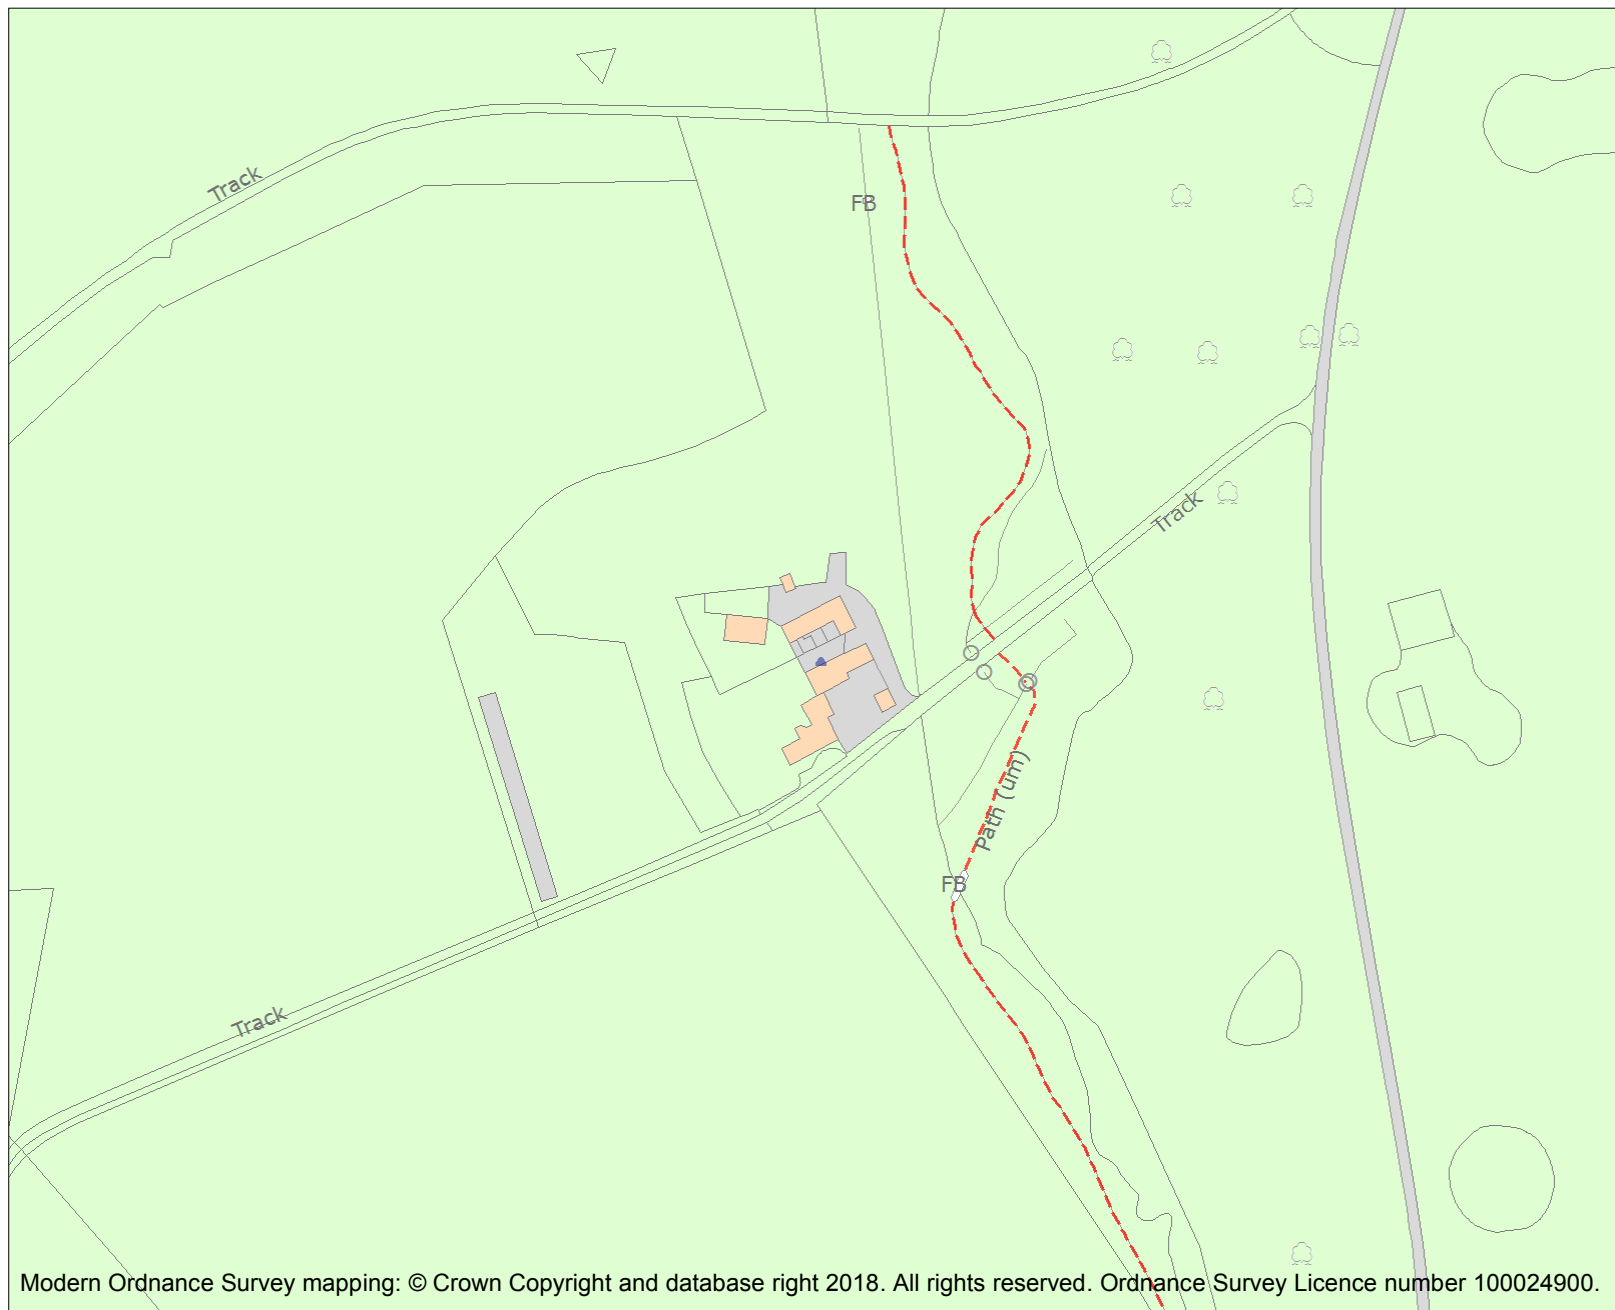 Track
FB
Track
Path (um)
FB
Track
Modern Ordnance Survey mapping: © Crown Copyright and database right 2018. All rights reserved. Ordnance Survey Licence number 100024900.